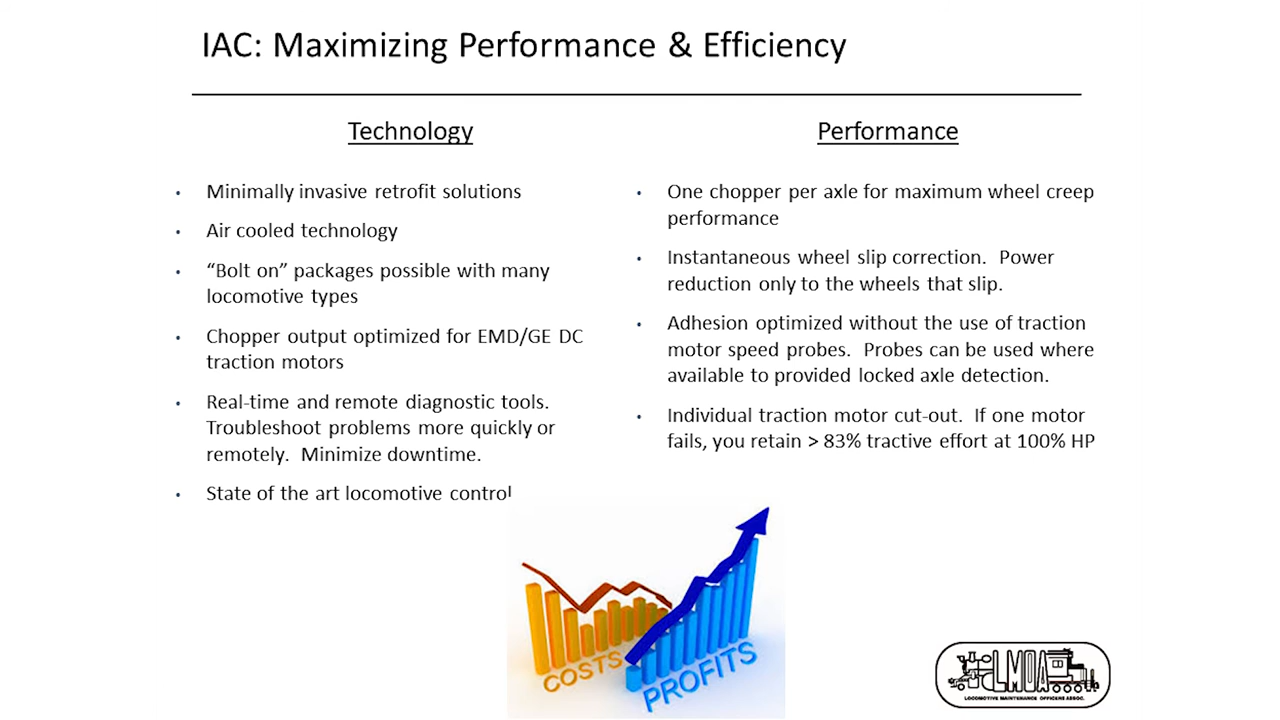 IAC: Maximizing Performance & Efficiency
Technology
• Minimally invasive retrofit solutions
• Air cooled technology
• “Bolt on” packages possible with many
locomotive types
• Chopper output optimized for EMD/GE DC
traction motors
• Real-time and remote diagnostic tools.
Troubleshoot problems more quickly or
remotely. Minimize downtime.
• State of the art locomotive control
Performance
• One chopper per axle for maximum wheel creep
performance
• Instantaneous wheel slip correction. Power
reduction only to the wheels that slip.
• Adhesion optimized without the use of traction
motor speed probes. Probes can be used where
available to provided locked axle detection.
• Individual traction motor cut-out. If one motor
fails, you retain > 83% tractive effort at 100% HP
COSTS
PROFITS
LMOA
LOCOMOTIVE MAINTENANCE OFFICERS ASSOC.